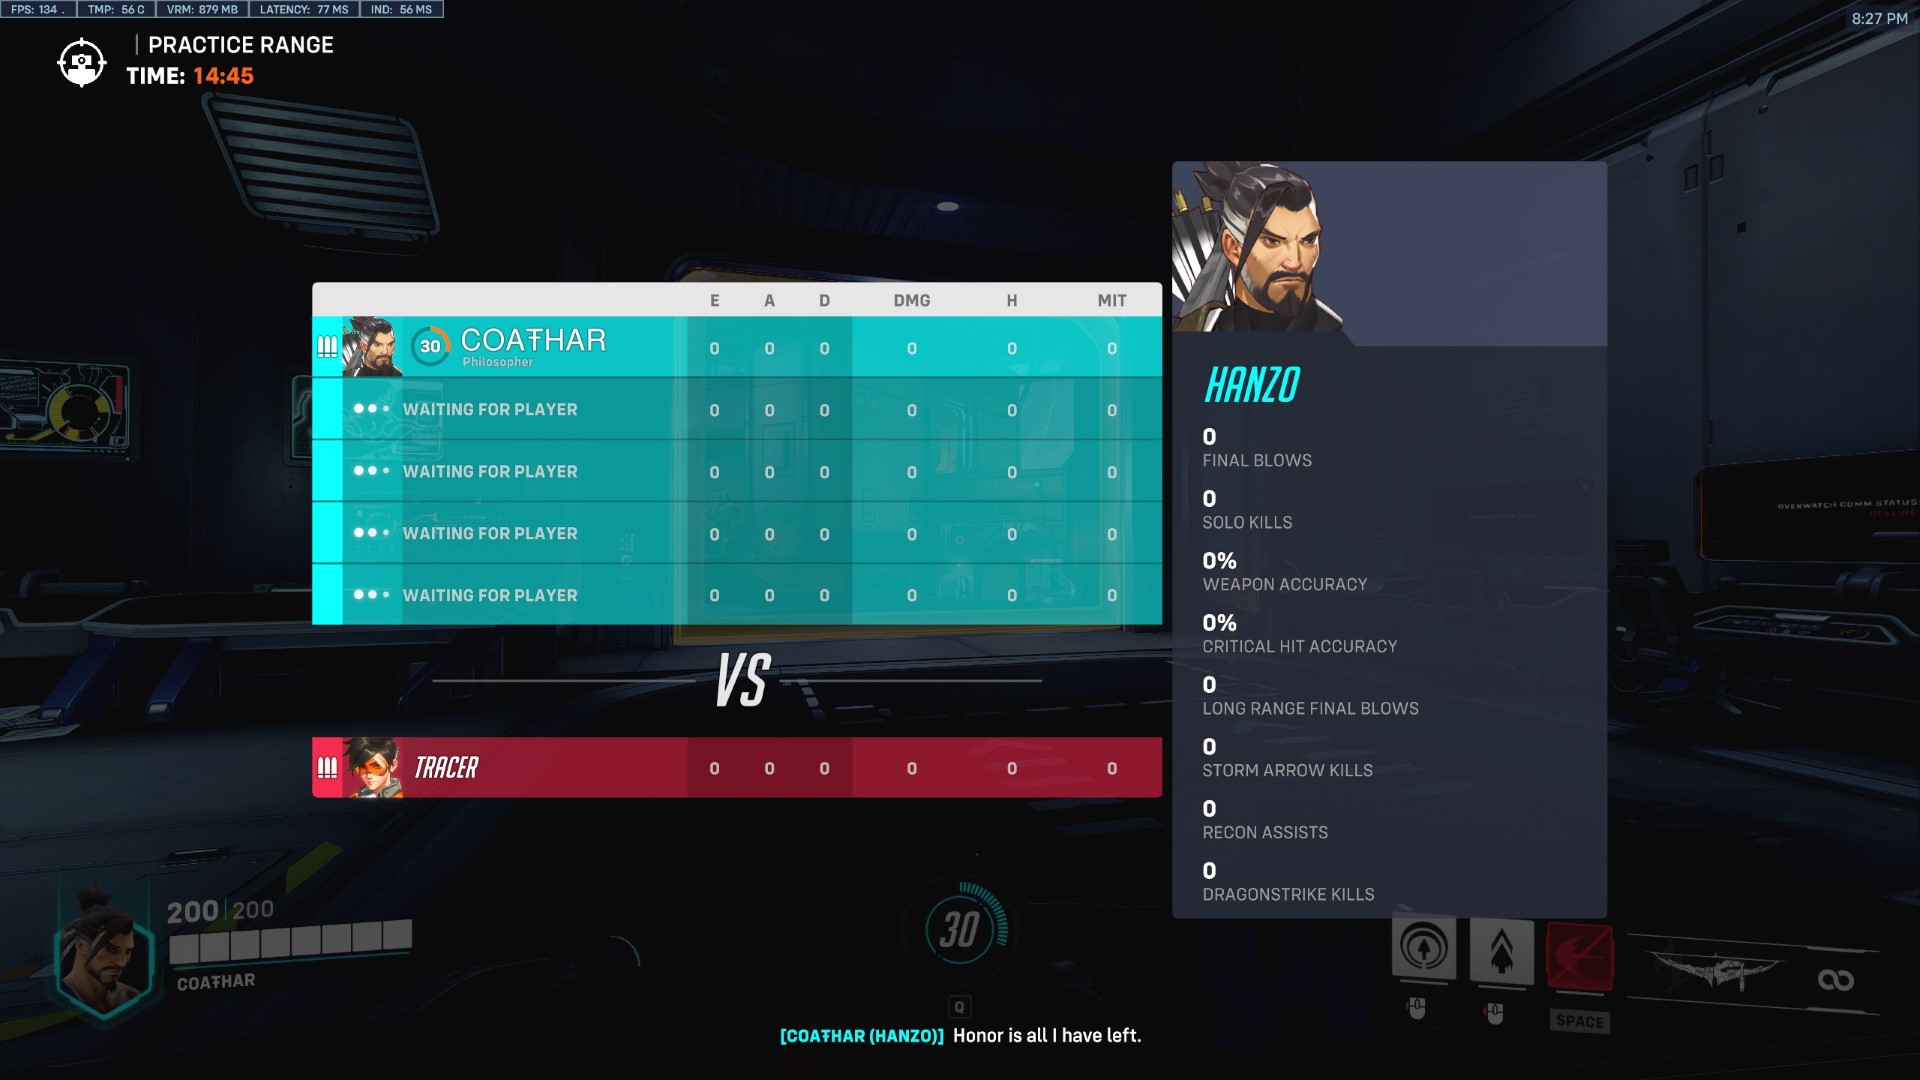 FPS: 134 . TMP: 56 C VRM: 879 MB LATENCY: 77 MS IND: 56 MS
8:27 PM
| PRACTICE RANGE
TIME: 14:45
E A D DMG H MIT
30 COAŦHAR 0 0 0 0 0 0
Philosopher
WAITING FOR PLAYER 0 0 0 0 0 0
WAITING FOR PLAYER 0 0 0 0 0 0
WAITING FOR PLAYER 0 0 0 0 0 0
WAITING FOR PLAYER 0 0 0 0 0 0
VS
TRACER 0 0 0 0 0 0
HANZO
0
FINAL BLOWS
0
SOLO KILLS
0%
WEAPON ACCURACY
0%
CRITICAL HIT ACCURACY
0
LONG RANGE FINAL BLOWS
0
STORM ARROW KILLS
0
RECON ASSISTS
0
DRAGONSTRIKE KILLS
OVERWATCH COMM STATUS:
OFFLINE
200 | 200
COAŦHAR
30
Q
SPACE
[COAŦHAR (HANZO)] Honor is all I have left.